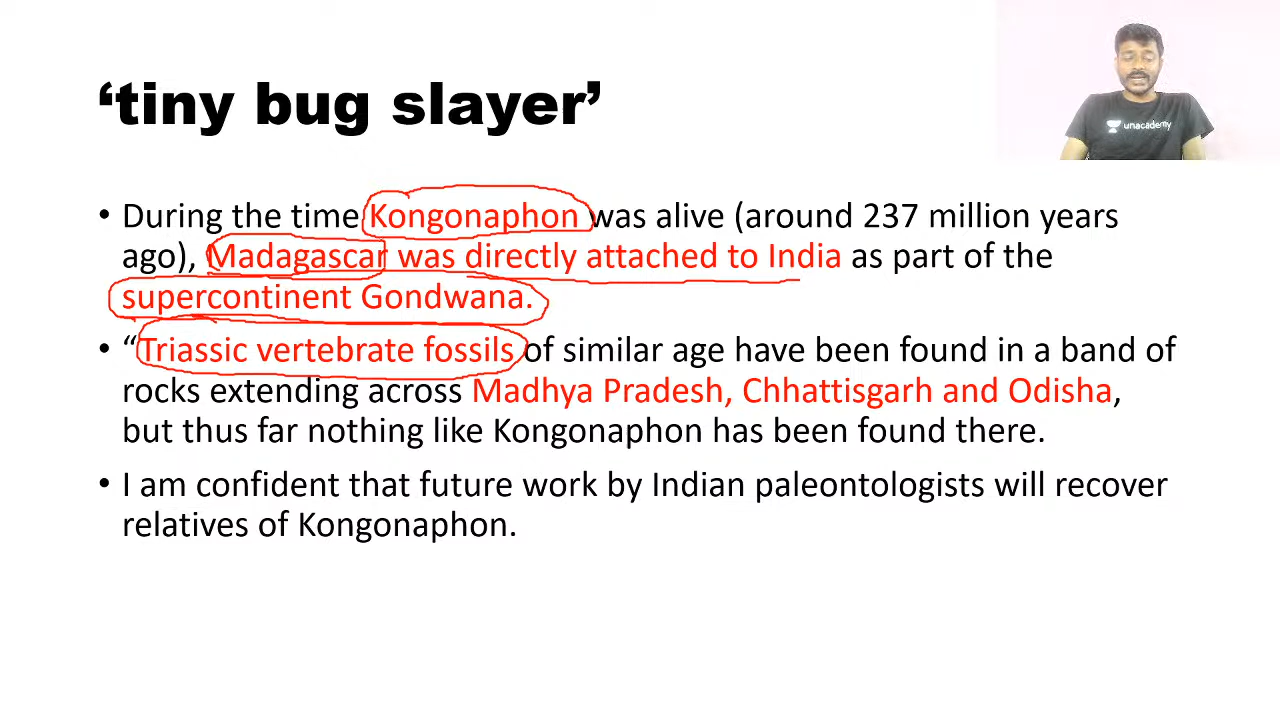 ‘tiny bug slayer’
unacademy
• During the time Kongonaphon was alive (around 237 million years
ago), Madagascar was directly attached to India as part of the
supercontinent Gondwana.
• “Triassic vertebrate fossils of similar age have been found in a band of
rocks extending across Madhya Pradesh, Chhattisgarh and Odisha,
but thus far nothing like Kongonaphon has been found there.
• I am confident that future work by Indian paleontologists will recover
relatives of Kongonaphon.